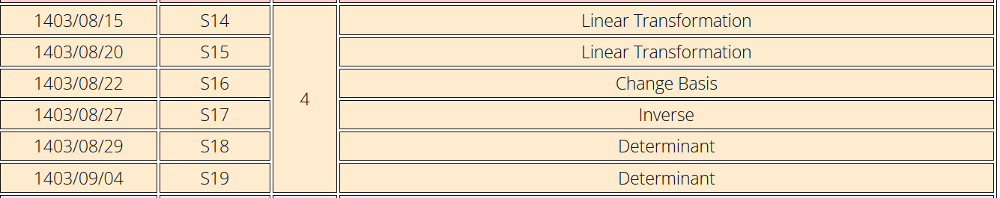 1403/08/15 S14 Linear Transformation
1403/08/20 S15 Linear Transformation
1403/08/22 S16 Change Basis
4
1403/08/27 S17 Inverse
1403/08/29 S18 Determinant
1403/09/04 S19 Determinant